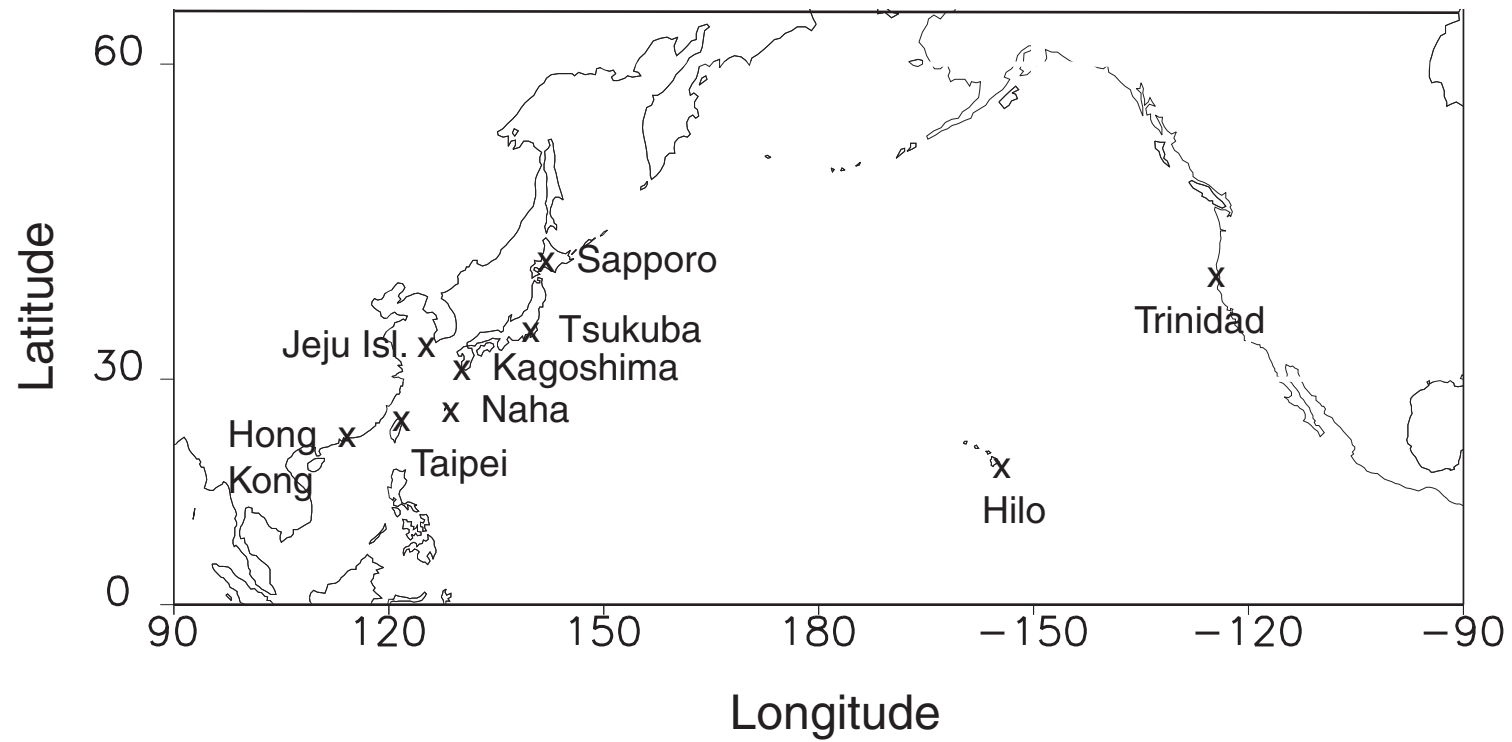 60
Sapporo
Trinidad
Tsukuba
Jeju Isl.
Kagoshima
30
Naha
Hong
Kong
Taipei
Hilo
0
90 120 150 180 −150 −120 −90
Latitude
Longitude